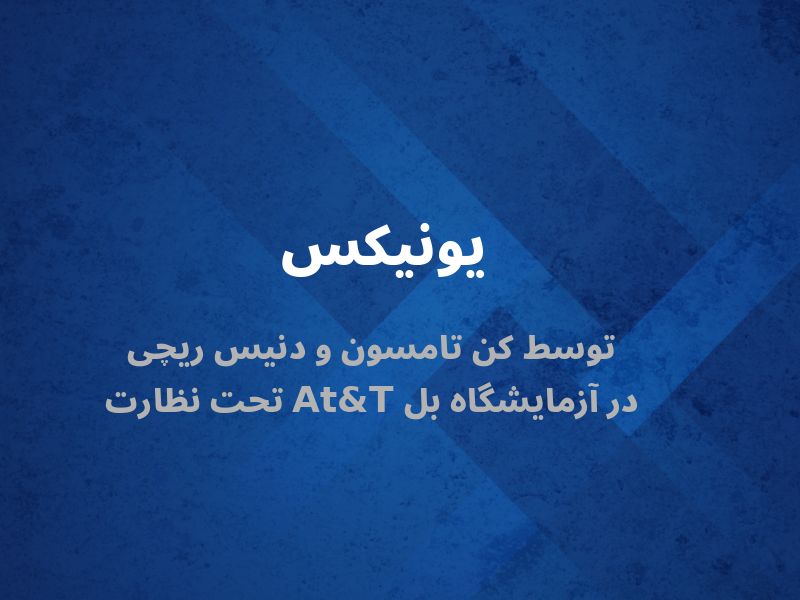 یونیکس
توسط کن تامسون و دنیس ریچی
در آزمایشگاه بل At&T تحت نظارت